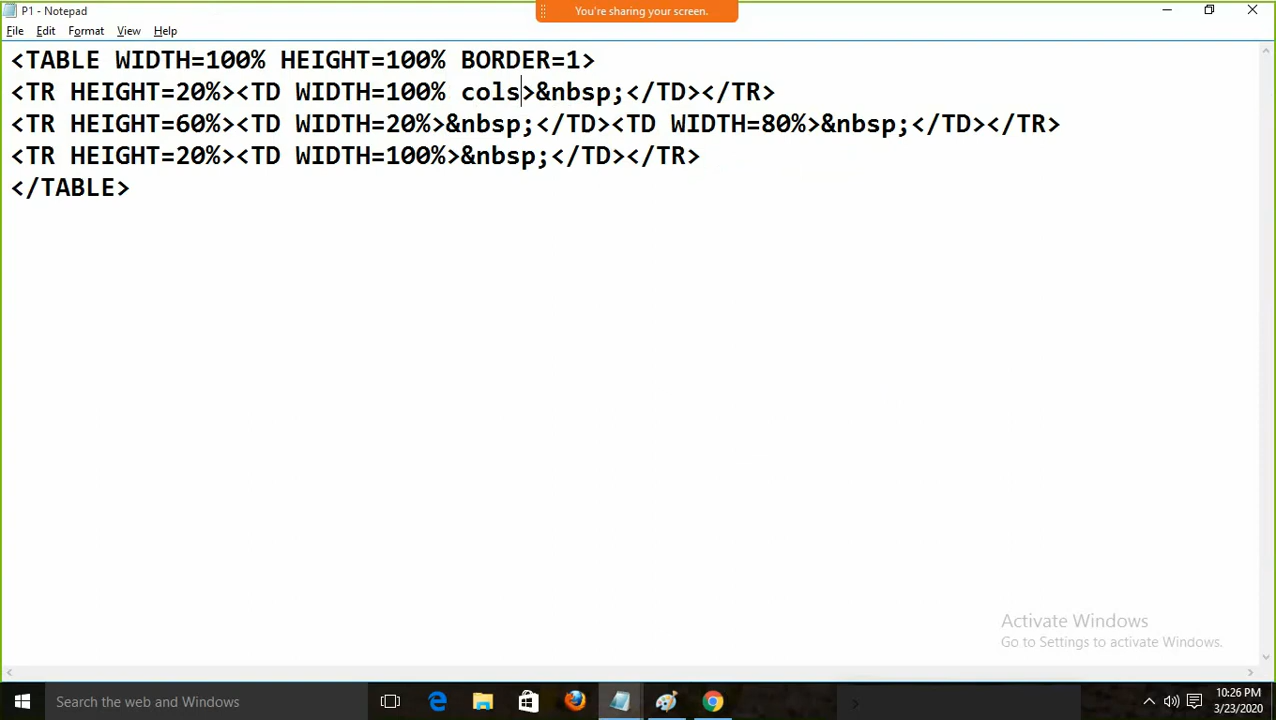 P1 - Notepad
You're sharing your screen.
File Edit Format View Help
<TABLE WIDTH=100% HEIGHT=100% BORDER=1>
<TR HEIGHT=20%><TD WIDTH=100% cols>&nbsp;</TD></TR>
<TR HEIGHT=60%><TD WIDTH=20%>&nbsp;</TD><TD WIDTH=80%>&nbsp;</TD></TR>
<TR HEIGHT=20%><TD WIDTH=100%>&nbsp;</TD></TR>
</TABLE>
Activate Windows
Go to Settings to activate Windows.
Search the web and Windows
10:26 PM
3/23/2020